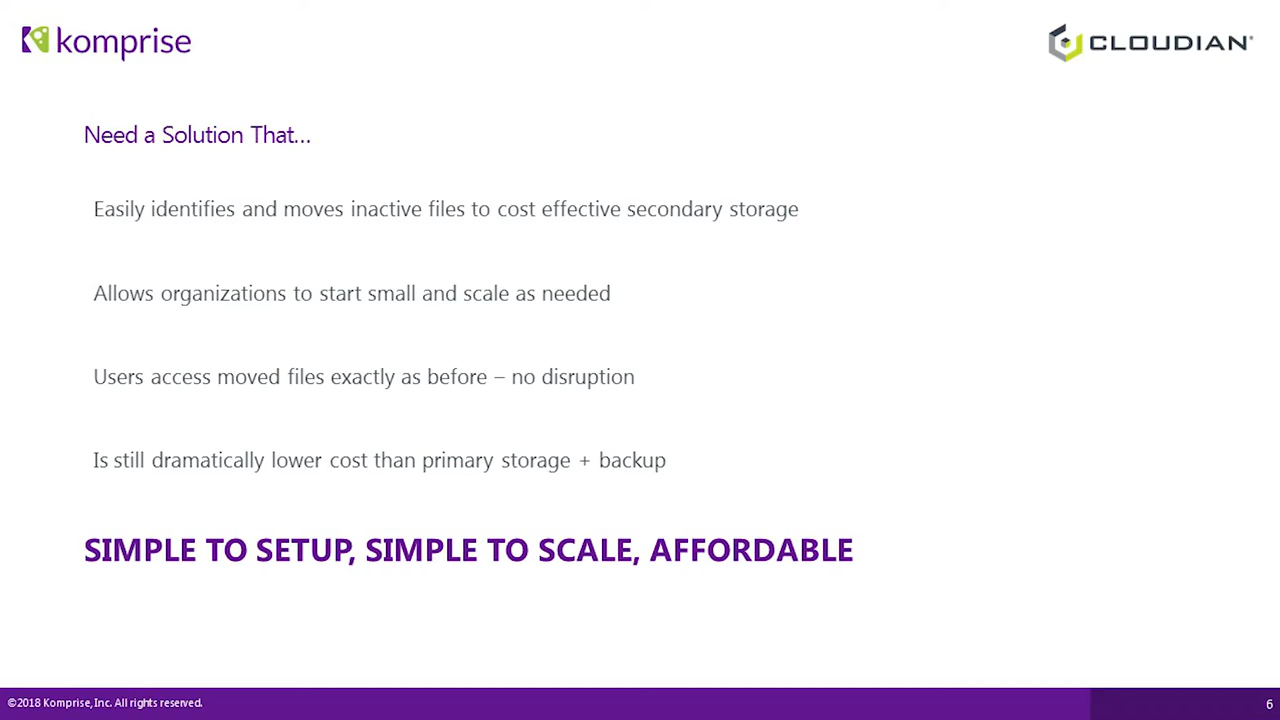 komprise
CLOUDIAN®
Need a Solution That...
Easily identifies and moves inactive files to cost effective secondary storage
Allows organizations to start small and scale as needed
Users access moved files exactly as before – no disruption
Is still dramatically lower cost than primary storage + backup
SIMPLE TO SETUP, SIMPLE TO SCALE, AFFORDABLE
©2018 Komprise, Inc. All rights reserved.
6